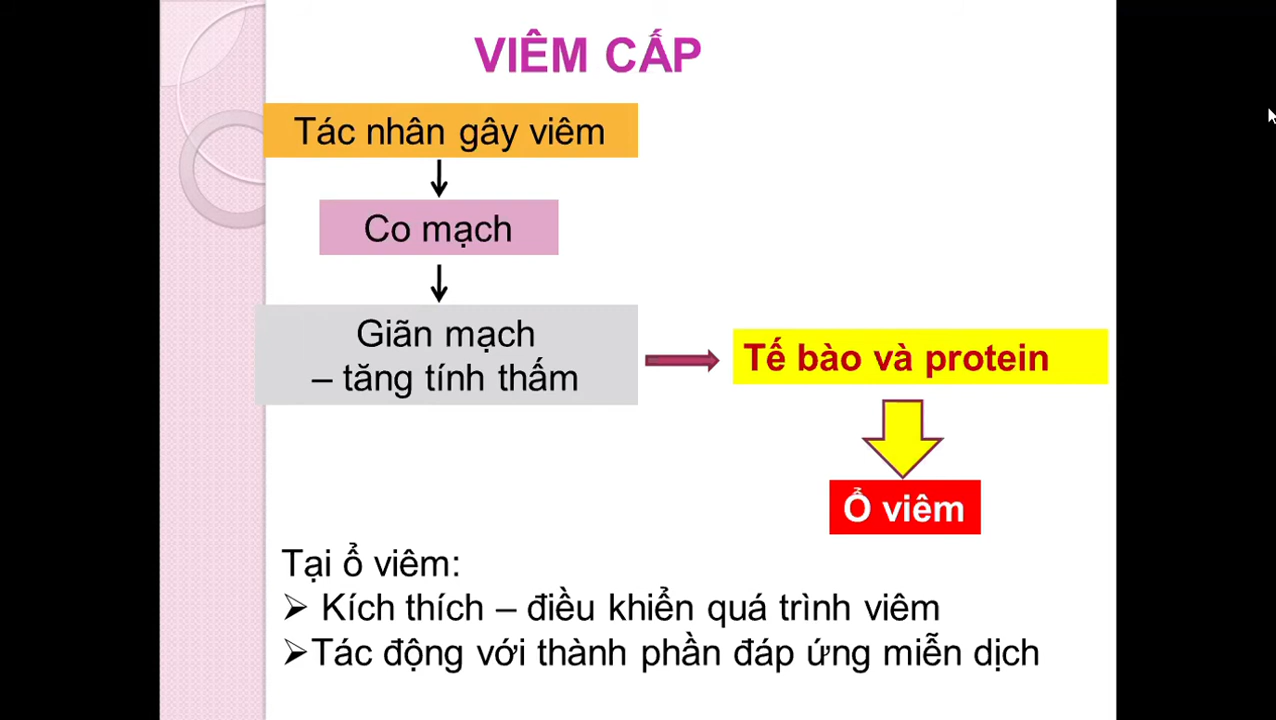 VIÊM CẤP
Tác nhân gây viêm
Co mạch
Giãn mạch
– tăng tính thấm
Tế bào và protein
Ổ viêm
Tại ổ viêm:
➢ Kích thích – điều khiển quá trình viêm
➢Tác động với thành phần đáp ứng miễn dịch